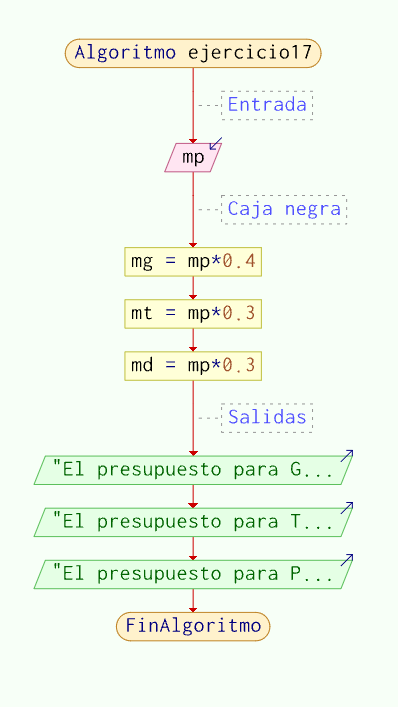 Algoritmo ejercicio17
Entrada
mp
Caja negra
mg = mp*0.4
mt = mp*0.3
md = mp*0.3
Salidas
"El presupuesto para G...
"El presupuesto para T...
"El presupuesto para P...
FinAlgoritmo